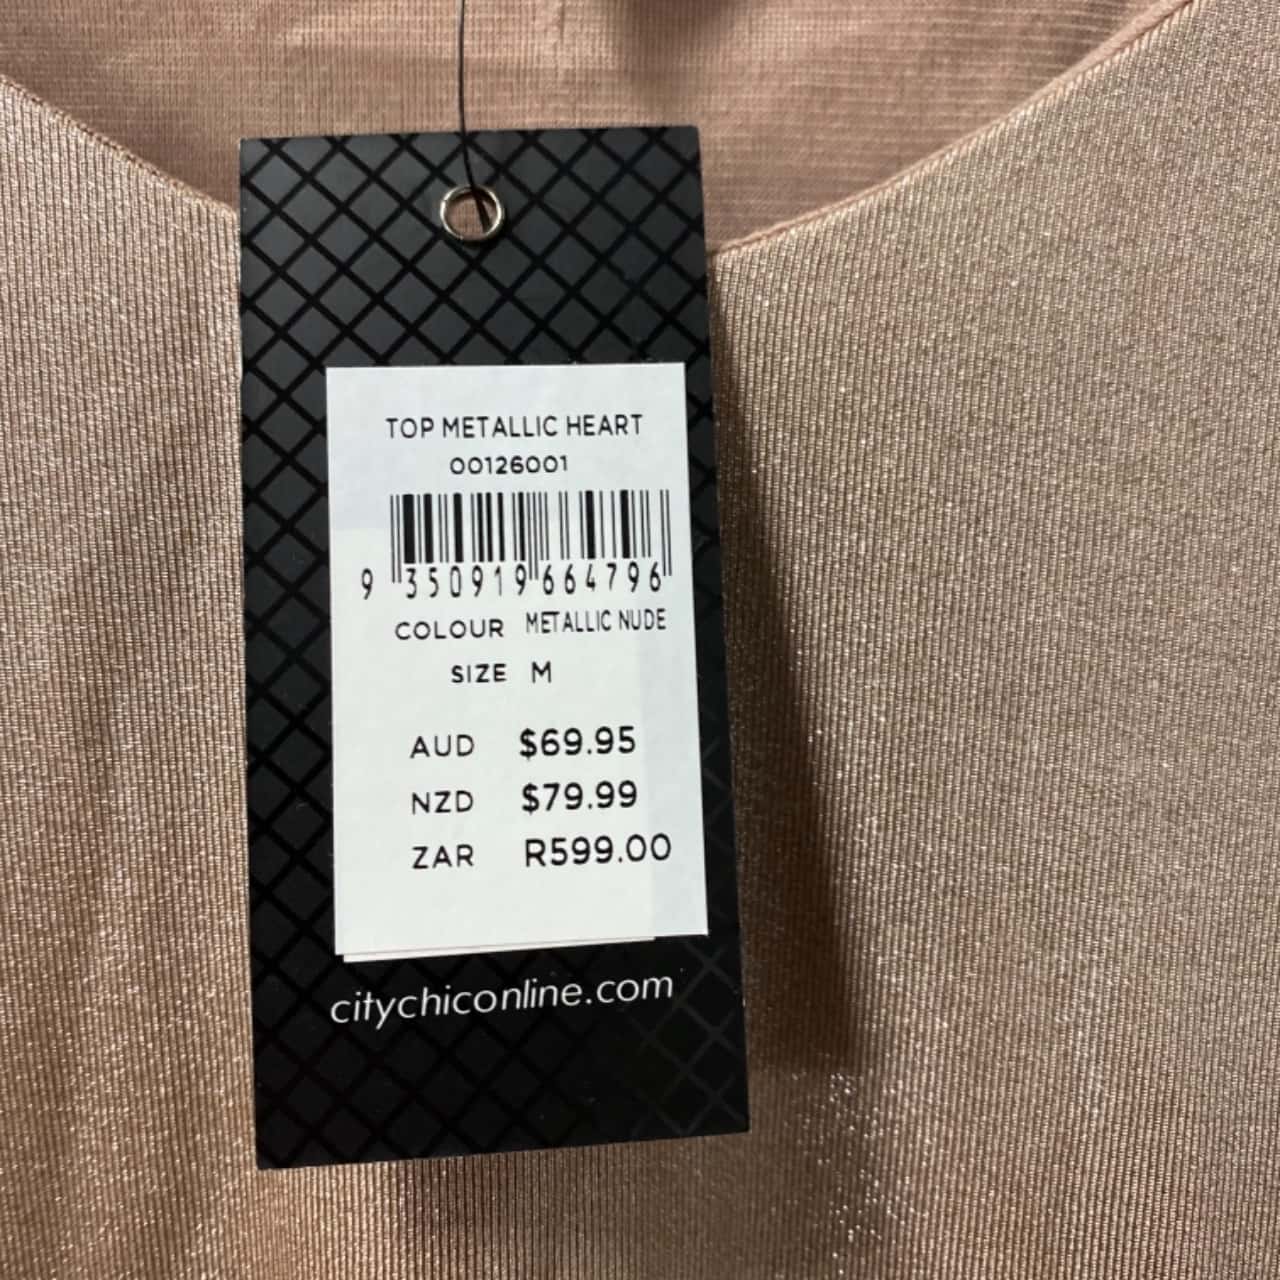 TOP METALLIC HEART
00126001
9 350919 664796
COLOUR METALLIC NUDE
SIZE M
AUD $69.95
NZD $79.99
ZAR R599.00
citychiconline.com